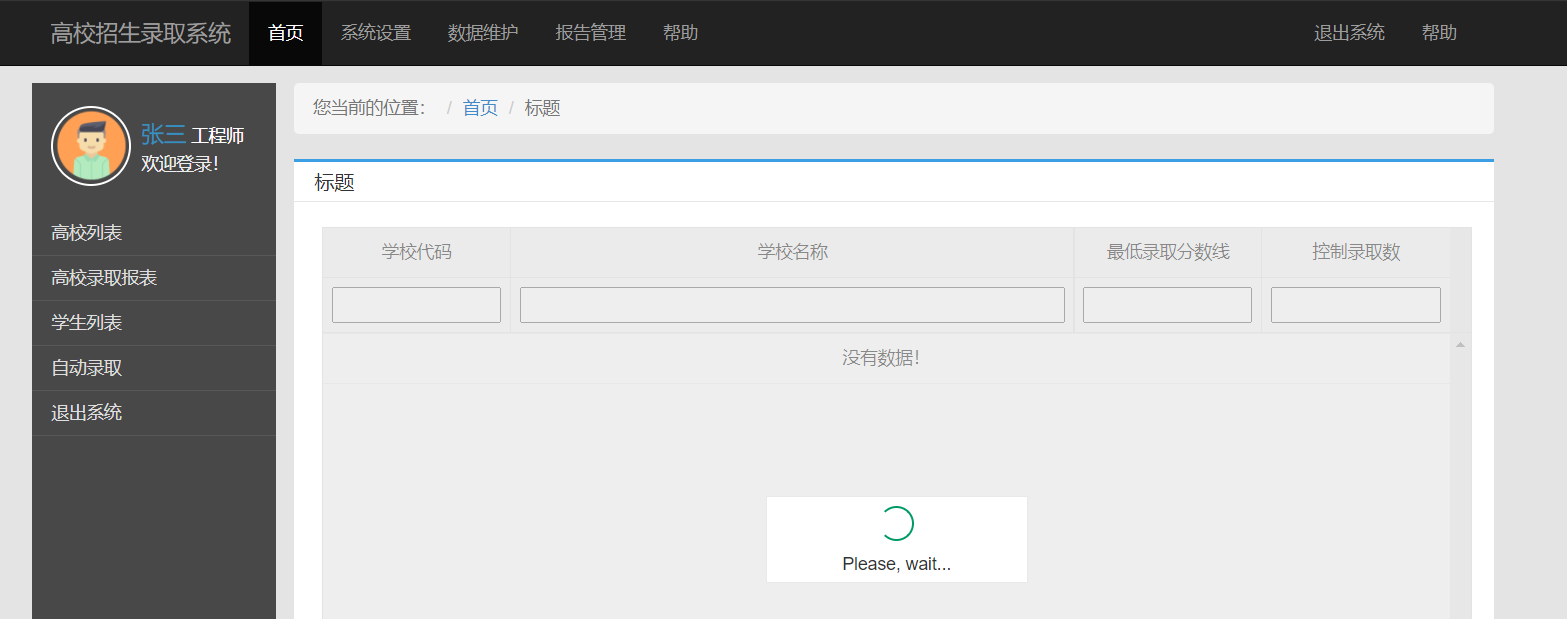 高校招生录取系统 首页 系统设置 数据维护 报告管理 帮助 退出系统 帮助
张三 工程师
欢迎登录!
高校列表
高校录取报表
学生列表
自动录取
退出系统
您当前的位置: / 首页 / 标题
标题
学校代码 学校名称 最低录取分数线 控制录取数
没有数据!
Please, wait...